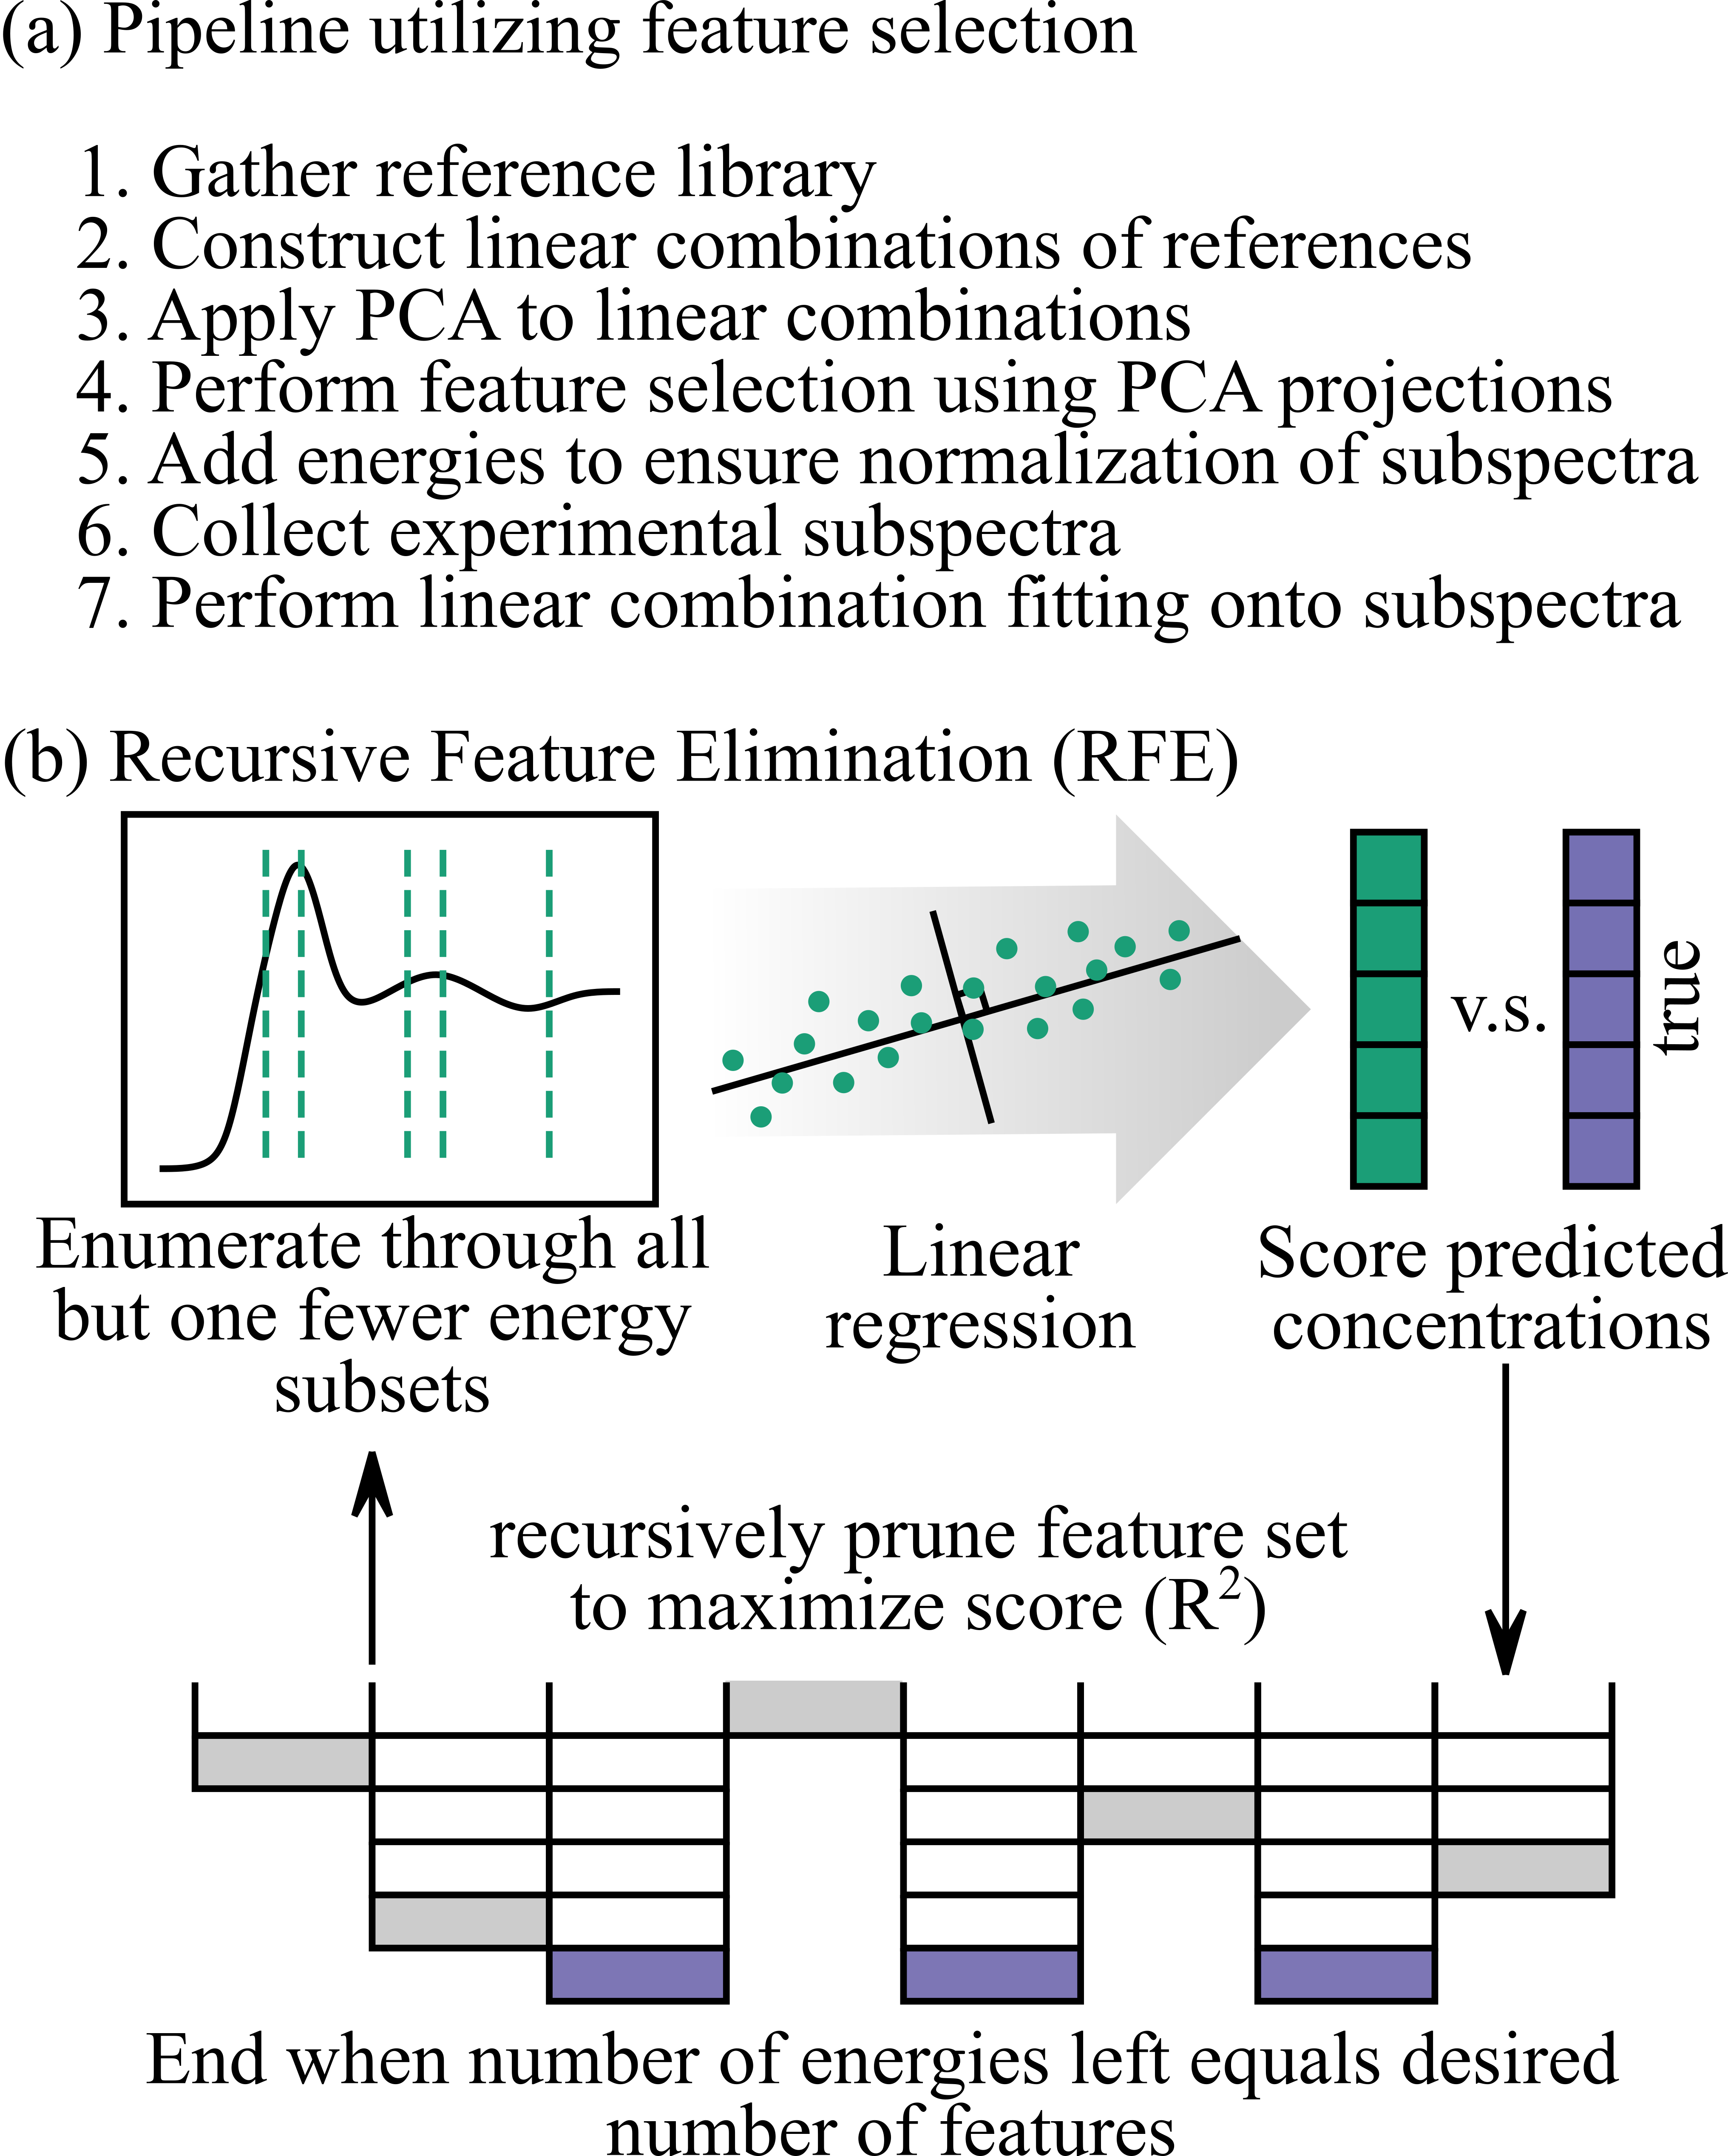 (a) Pipeline utilizing feature selection
1. Gather reference library
2. Construct linear combinations of references
3. Apply PCA to linear combinations
4. Perform feature selection using PCA projections
5. Add energies to ensure normalization of subspectra
6. Collect experimental subspectra
7. Perform linear combination fitting onto subspectra
(b) Recursive Feature Elimination (RFE)
v.s.
true
Enumerate through all
but one fewer energy
subsets
Linear
regression
Score predicted
concentrations
recursively prune feature set
to maximize score (R²)
End when number of energies left equals desired
number of features